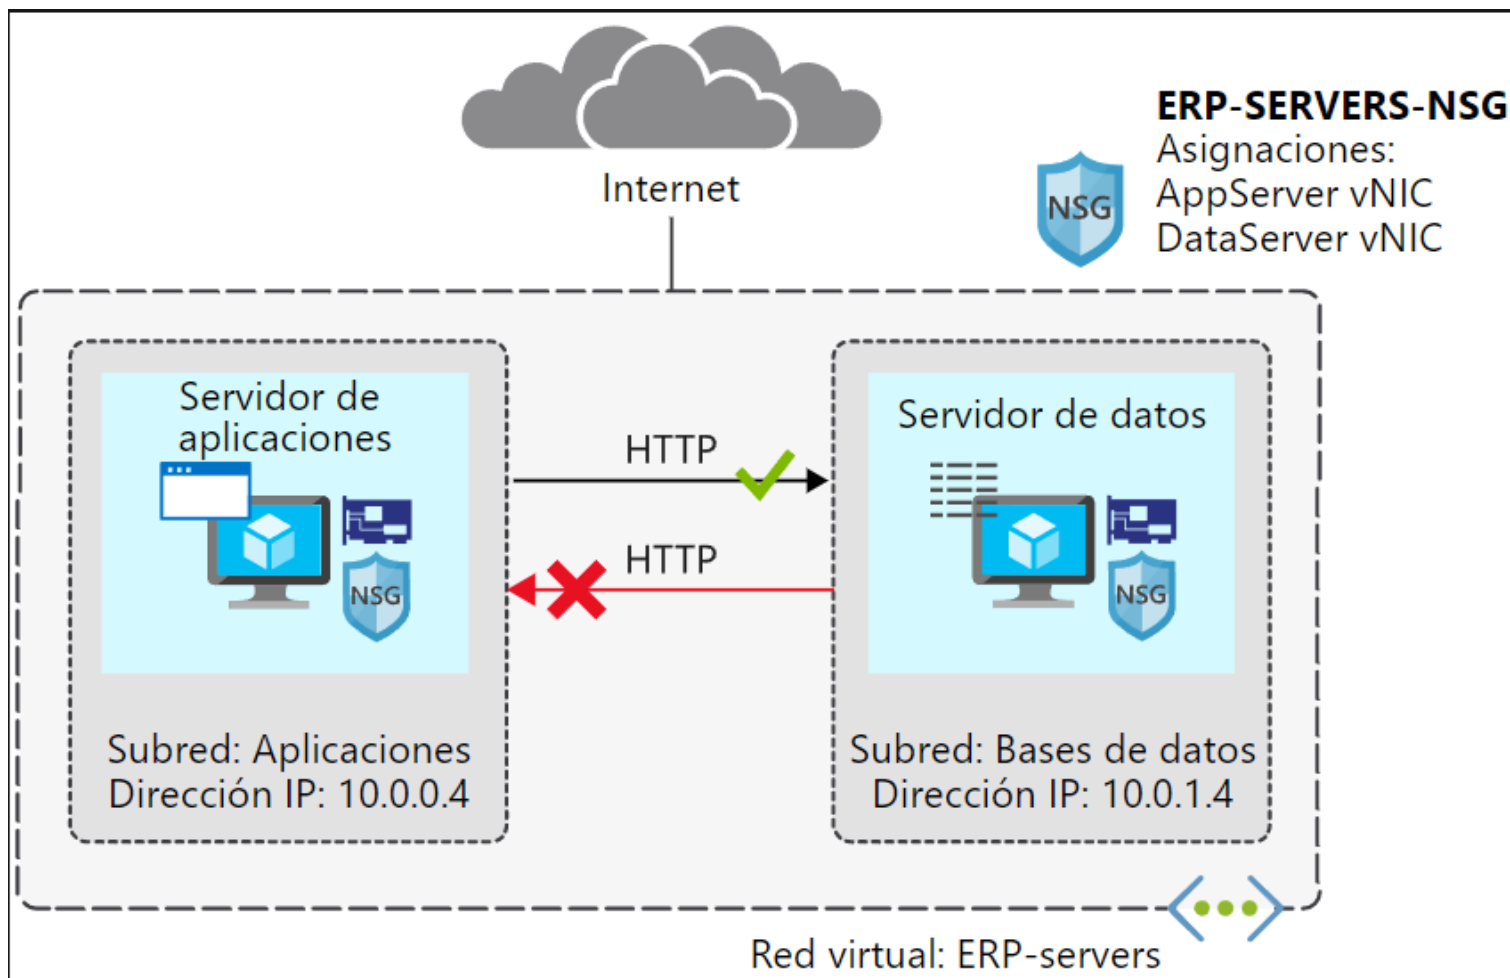 ERP-SERVERS-NSG
Asignaciones:
AppServer vNIC
DataServer vNIC
NSG
Internet
Servidor de
aplicaciones
NSG
Subred: Aplicaciones
Dirección IP: 10.0.0.4
HTTP
HTTP
Servidor de datos
NSG
Subred: Bases de datos
Dirección IP: 10.0.1.4
Red virtual: ERP-servers